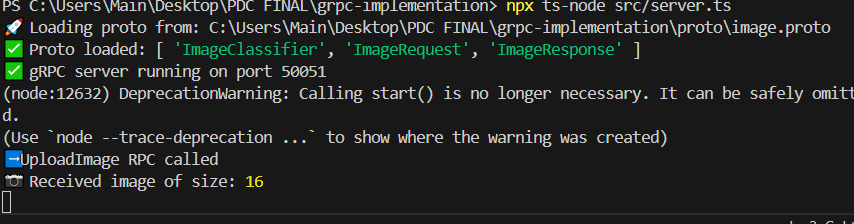 PS C:\Users\Main\Desktop\PDC FINAL\grpc-implementation> npx ts-node src/server.ts
🚀 Loading proto from: C:\Users\Main\Desktop\PDC FINAL\grpc-implementation\proto\image.proto
✅ Proto loaded: [ 'ImageClassifier', 'ImageRequest', 'ImageResponse' ]
✅ gRPC server running on port 50051
(node:12632) DeprecationWarning: Calling start() is no longer necessary. It can be safely omitt
d.
(Use `node --trace-deprecation ...` to show where the warning was created)
➡️UploadImage RPC called
📷 Received image of size: 16